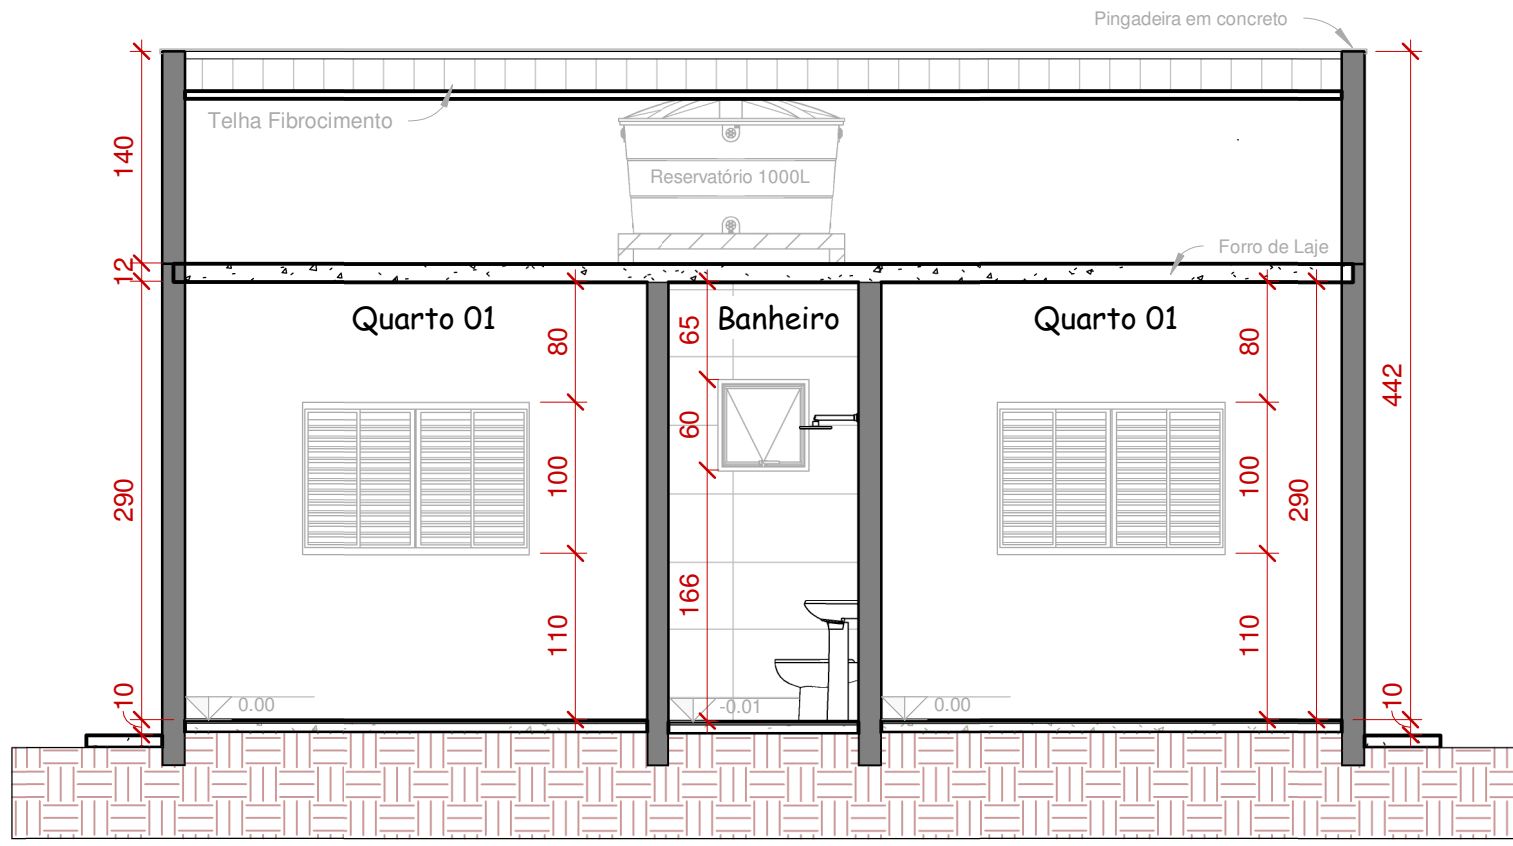 Pingadeira em concreto
Telha Fibrocimento
140
Reservatório 1000L
Forro de Laje
12
Quarto 01
Banheiro
Quarto 01
80
65
80
442
60
100
100
290
290
166
110
110
10
0.00
-0.01
0.00
10